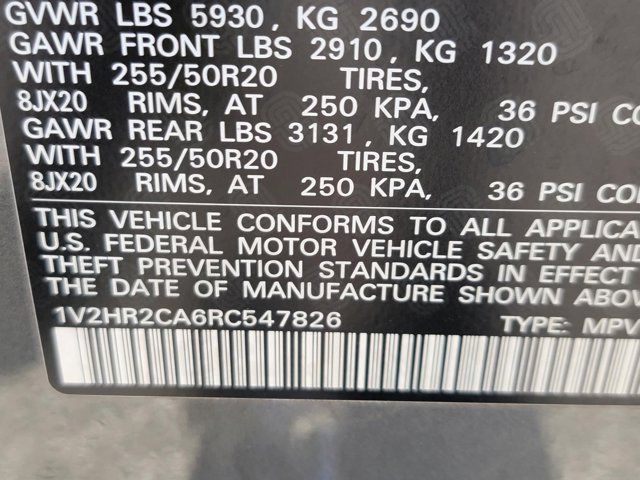 GVWR LBS 5930, KG 2690
GAWR FRONT LBS 2910, KG 1320
WITH 255/50R20 TIRES,
8JX20 RIMS, AT 250 KPA, 36 PSI CO
GAWR REAR LBS 3131, KG 1420
WITH 255/50R20 TIRES,
8JX20 RIMS, AT 250 KPA, 36 PSI COL
THIS VEHICLE CONFORMS TO ALL APPLICA
U.S. FEDERAL MOTOR VEHICLE SAFETY AND
THEFT PREVENTION STANDARDS IN EFFECT
THE DATE OF MANUFACTURE SHOWN ABOV
1V2HR2CA6RC547826 TYPE: MPV